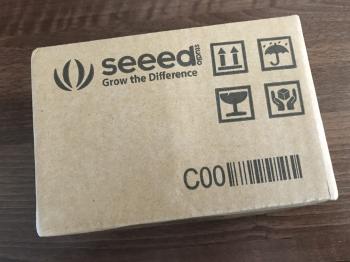 seeed
studio
Grow the Difference
C00